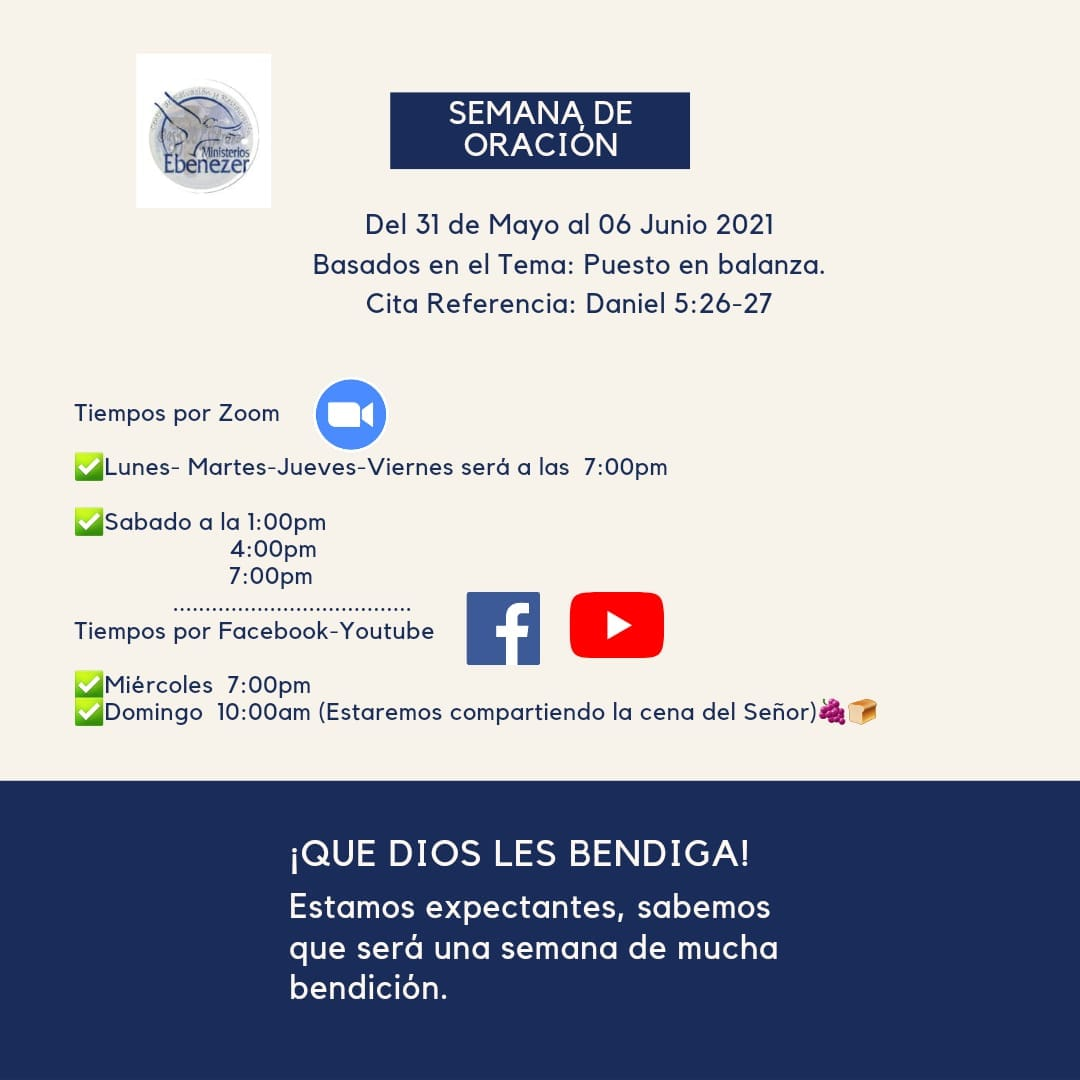 Ministerios
Ebenezer
SEMANA DE
ORACIÓN
Del 31 de Mayo al 06 Junio 2021
Basados en el Tema: Puesto en balanza.
Cita Referencia: Daniel 5:26-27
Tiempos por Zoom
✅Lunes- Martes-Jueves-Viernes será a las 7:00pm
✅Sabado a la 1:00pm
4:00pm
7:00pm
.....................................
Tiempos por Facebook-Youtube
✅Miércoles 7:00pm
✅Domingo 10:00am (Estaremos compartiendo la cena del Señor)🍇🍞
¡QUE DIOS LES BENDIGA!
Estamos expectantes, sabemos
que será una semana de mucha
bendición.